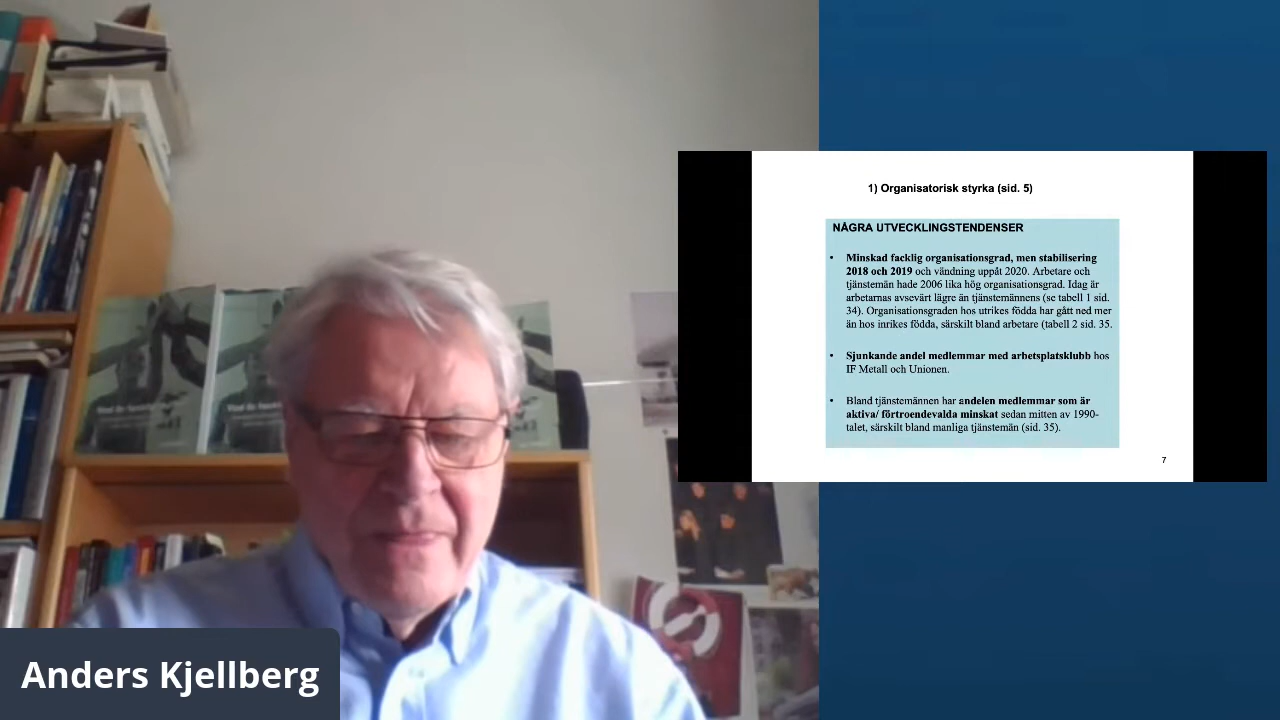 1) Organisatorisk styrka (sid. 5)
NÅGRA UTVECKLINGSTENDENSER
• Minskad facklig organisationsgrad, men stabilisering
2018 och 2019 och vändning uppåt 2020. Arbetare och
tjänstemän hade 2006 lika hög organisationsgrad. Idag är
arbetarnas avsevärt lägre än tjänstemännens (se tabell 1 sid.
34). Organisationsgraden hos utrikes födda har gått ned mer
än hos inrikes födda, särskilt bland arbetare (tabell 2 sid. 35.
• Sjunkande andel medlemmar med arbetsplatsklubb hos
IF Metall och Unionen.
• Bland tjänstemännen har andelen medlemmar som är
aktiva/ förtroendevalda minskat sedan mitten av 1990-
talet, särskilt bland manliga tjänstemän (sid. 35).
7
Anders Kjellberg